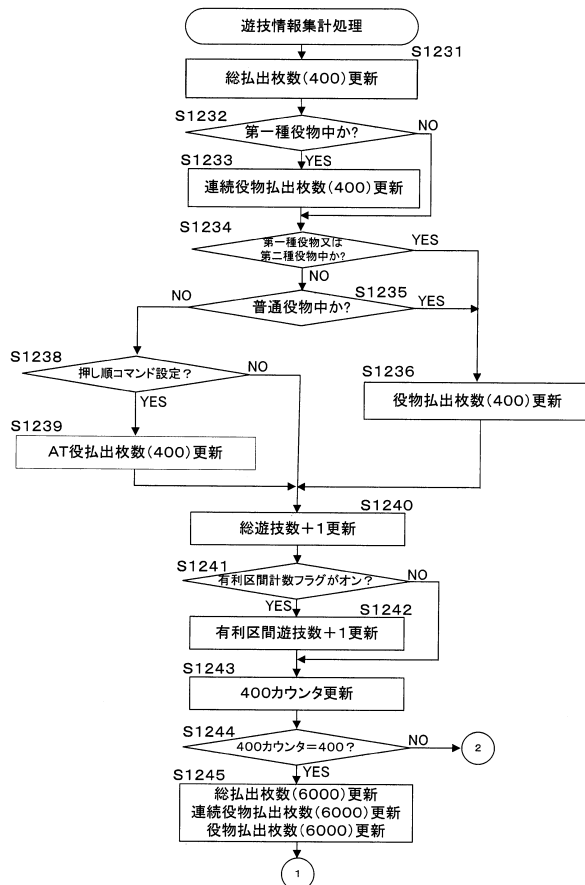 遊技情報集計処理
S1231
総払出枚数(400)更新
S1232
第一種役物中か?
NO
S1233
YES
連続役物払出枚数(400)更新
S1234
第一種役物又は
第二種役物中か?
YES
NO
NO
S1235
普通役物中か?
YES
S1238
押し順コマンド設定?
NO
YES
S1236
役物払出枚数(400)更新
S1239
AT役払出枚数(400)更新
S1240
総遊技数+1更新
S1241
有利区間計数フラグがオン?
NO
YES
S1242
有利区間遊技数+1更新
S1243
400カウンタ更新
S1244
400カウンタ=400?
NO
2
YES
S1245
総払出枚数(6000)更新
連続役物払出枚数(6000)更新
役物払出枚数(6000)更新
1